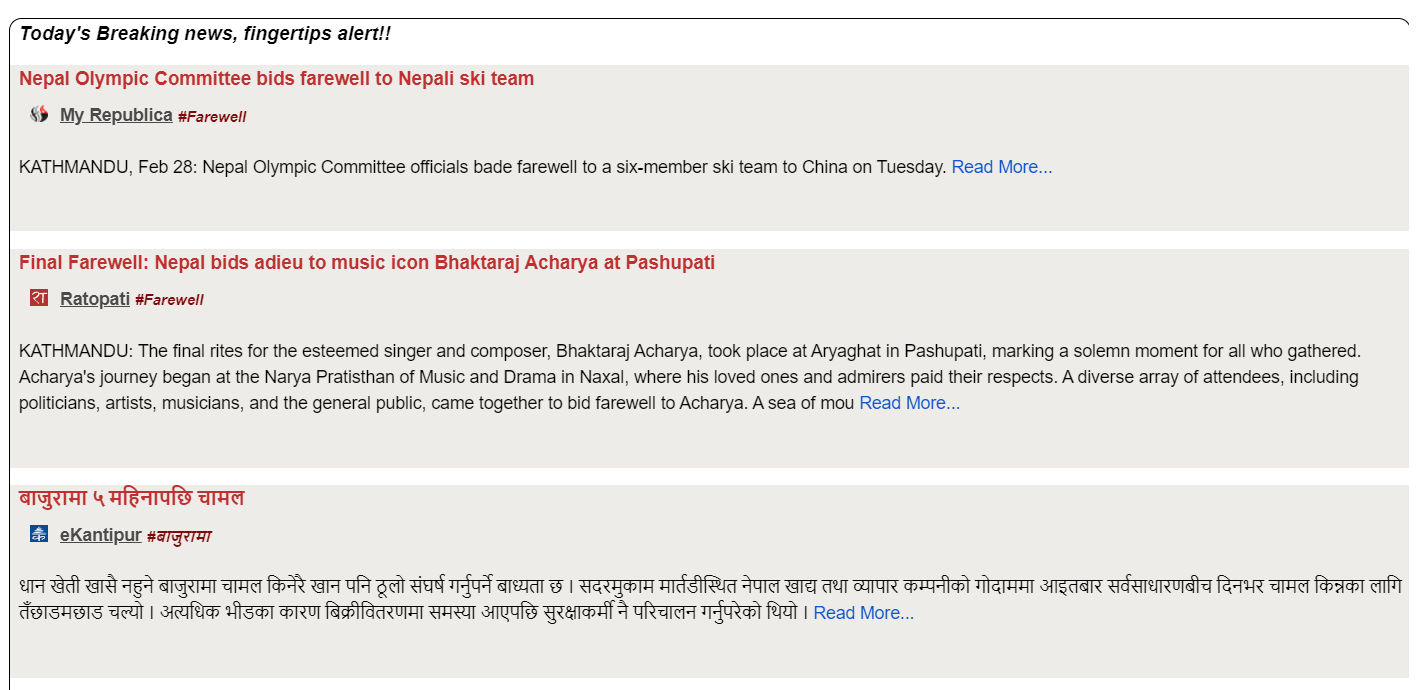 Today's Breaking news, fingertips alert!!
Nepal Olympic Committee bids farewell to Nepali ski team
My Republica #Farewell
KATHMANDU, Feb 28: Nepal Olympic Committee officials bade farewell to a six-member ski team to China on Tuesday. Read More...
Final Farewell: Nepal bids adieu to music icon Bhaktaraj Acharya at Pashupati
Ratopati #Farewell
KATHMANDU: The final rites for the esteemed singer and composer, Bhaktaraj Acharya, took place at Aryaghat in Pashupati, marking a solemn moment for all who gathered.
Acharya's journey began at the Narya Pratisthan of Music and Drama in Naxal, where his loved ones and admirers paid their respects. A diverse array of attendees, including
politicians, artists, musicians, and the general public, came together to bid farewell to Acharya. A sea of mou Read More...
बाजुरामा ५ महिनापछि चामल
eKantipur #बाजुरामा
धान खेती खासै नहुने बाजुरामा चामल किनेरै खान पनि ठूलो संघर्ष गर्नुपर्ने बाध्यता छ । सदरमुकाम मार्तडीस्थित नेपाल खाद्य तथा व्यापार कम्पनीको गोदाममा आइतबार सर्वसाधारणबीच दिनभर चामल किन्नका लागि
तँछाडमछाड चल्यो । अत्यधिक भीडका कारण बिक्रीवितरणमा समस्या आएपछि सुरक्षाकर्मी नै परिचालन गर्नुपरेको थियो । Read More...